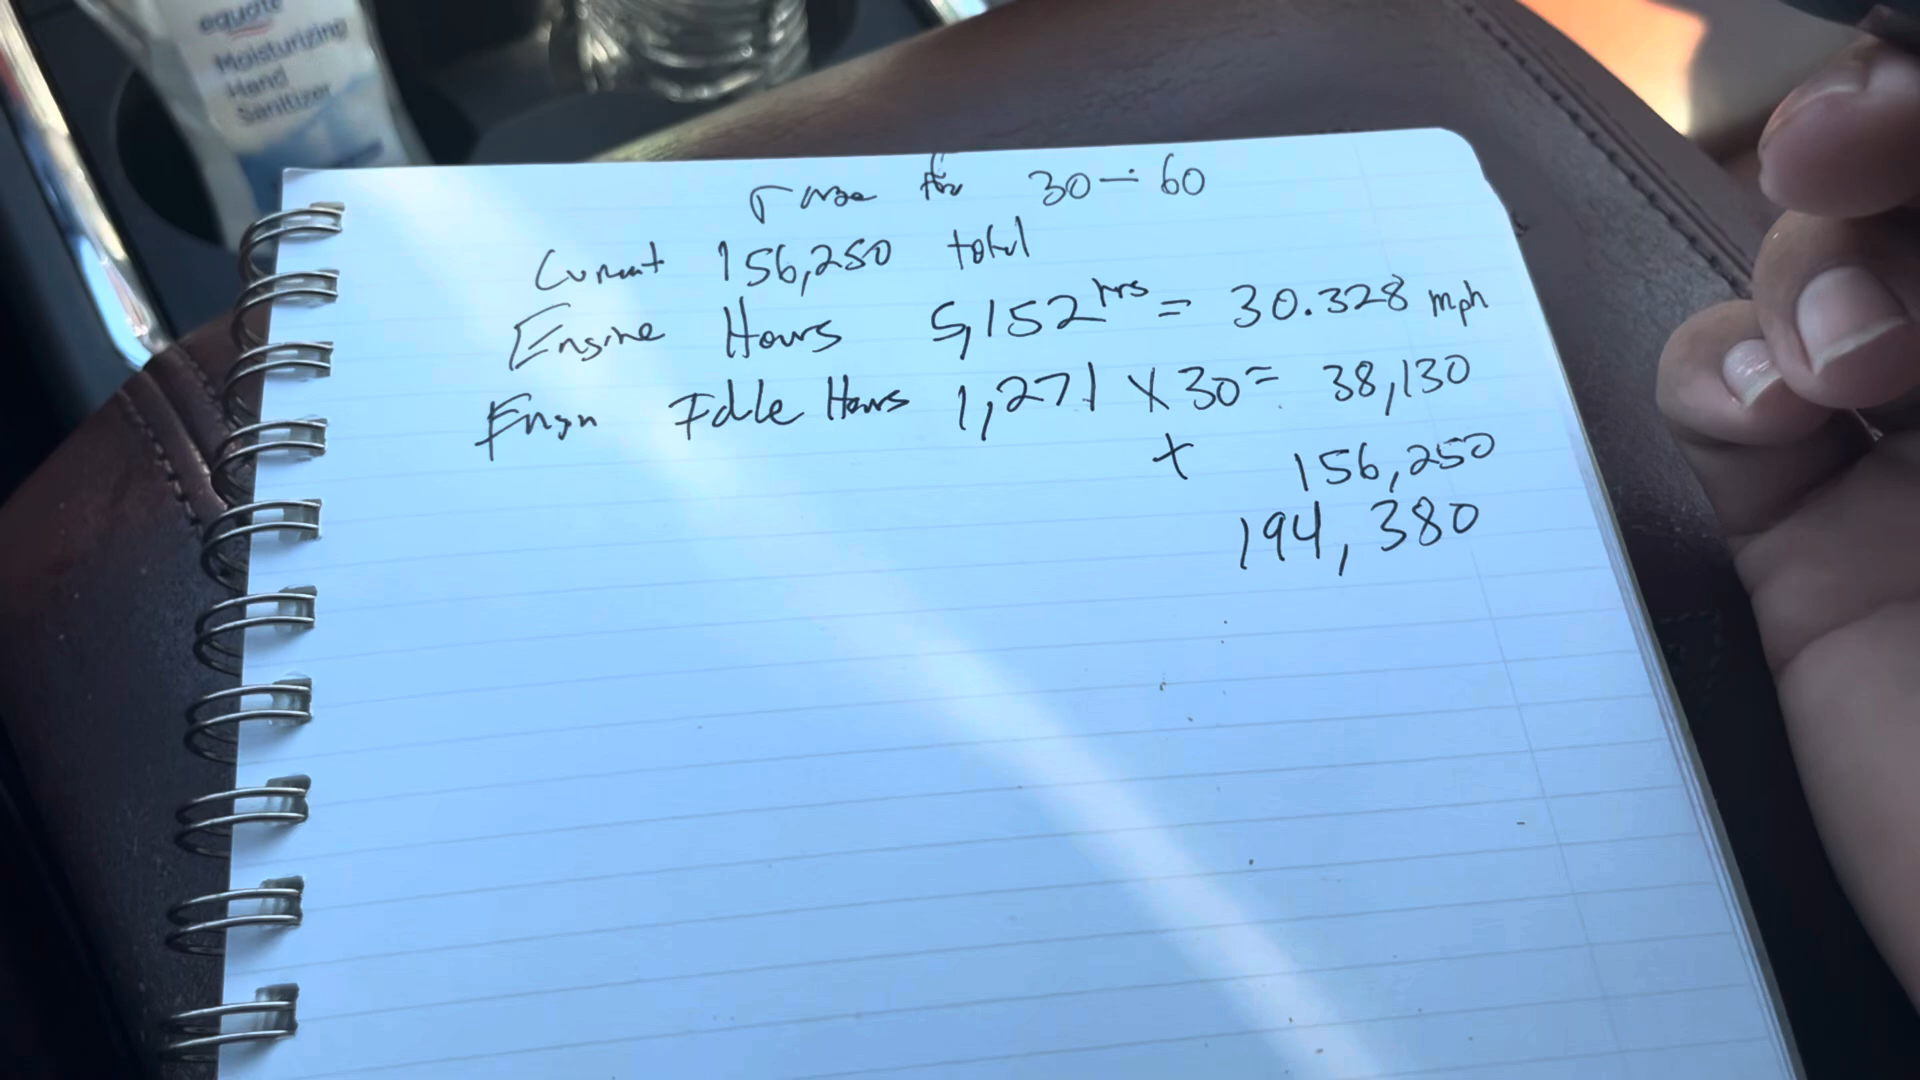 equate
Moisturizing
Hand
Sanitizer
for 30 – 60
Current 156,250 total
Engine Hours 5,152 hrs = 30.328 mph
Engn Idle Hours 1,271 X 30 = 38,130
+ 156,250
194,380